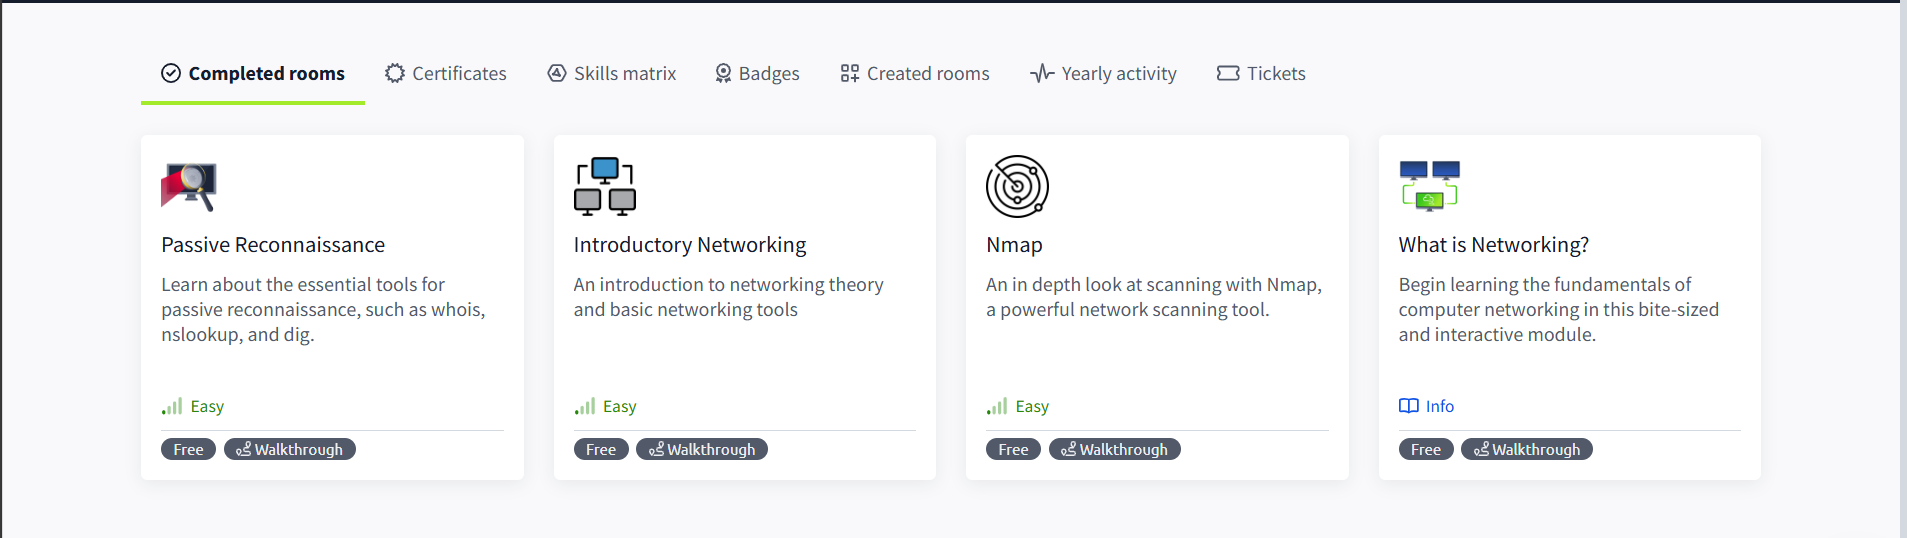 Completed rooms
Certificates
Skills matrix
Badges
Created rooms
Yearly activity
Tickets
Passive Reconnaissance
Learn about the essential tools for
passive reconnaissance, such as whois,
nslookup, and dig.
Easy
Free
Walkthrough
Introductory Networking
An introduction to networking theory
and basic networking tools
Easy
Free
Walkthrough
Nmap
An in depth look at scanning with Nmap,
a powerful network scanning tool.
Easy
Free
Walkthrough
What is Networking?
Begin learning the fundamentals of
computer networking in this bite-sized
and interactive module.
Info
Free
Walkthrough